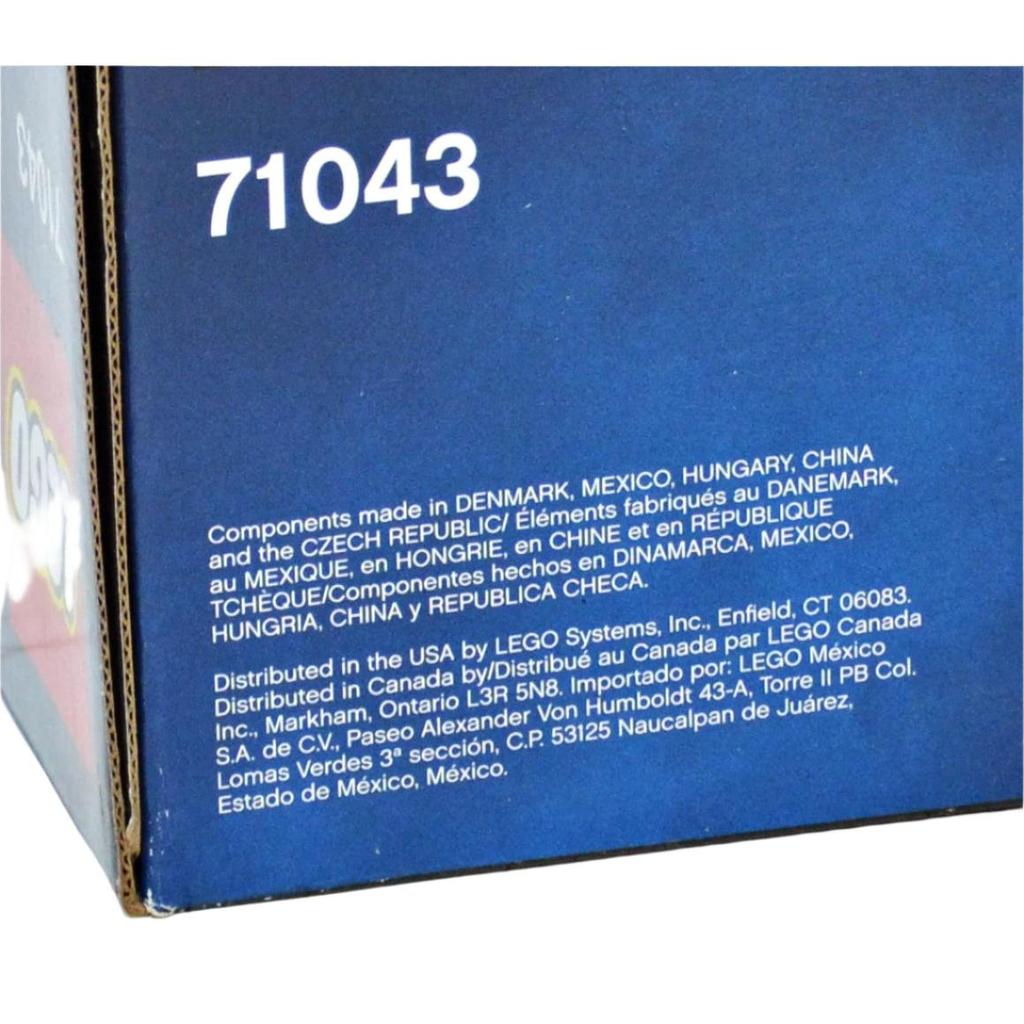 71043
71043
LEGO
Components made in DENMARK, MEXICO, HUNGARY, CHINA
and the CZECH REPUBLIC/ Éléments fabriqués au DANEMARK,
au MEXIQUE, en HONGRIE, en CHINE et en RÉPUBLIQUE
TCHÈQUE/Componentes hechos en DINAMARCA, MEXICO,
HUNGRIA, CHINA y REPUBLICA CHECA.
Distributed in the USA by LEGO Systems, Inc., Enfield, CT 06083.
Distributed in Canada by/Distribué au Canada par LEGO Canada
Inc., Markham, Ontario L3R 5N8. Importado por: LEGO México
S.A. de C.V., Paseo Alexander Von Humboldt 43-A, Torre II PB Col.
Lomas Verdes 3ª sección, C.P. 53125 Naucalpan de Juárez,
Estado de México, México.